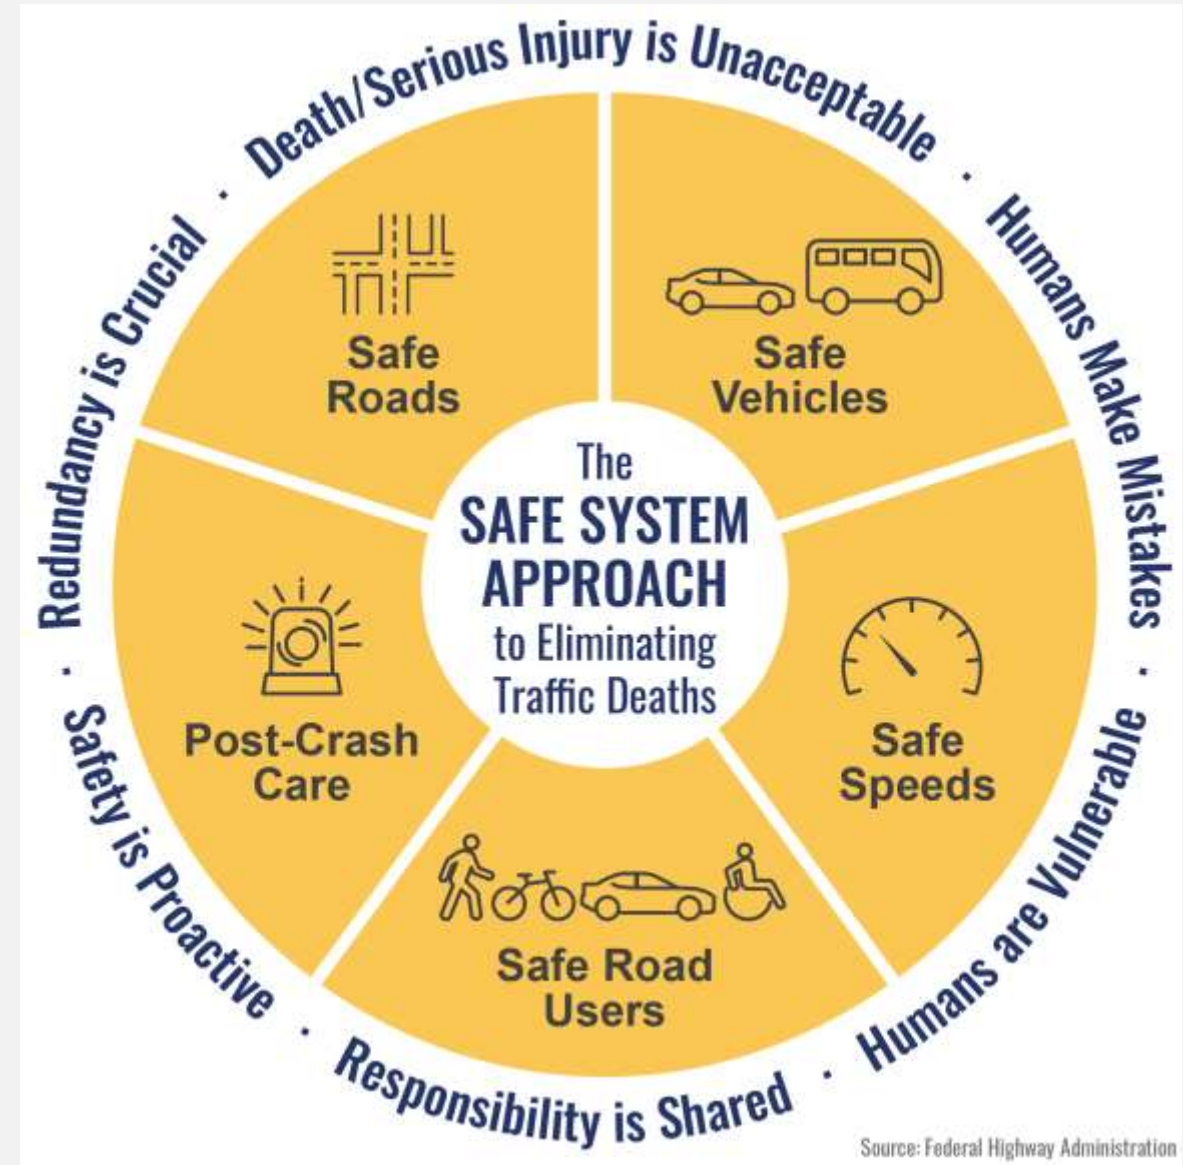 Death/Serious Injury is Unacceptable
·
Humans Make Mistakes
·
Humans are Vulnerable
·
Responsibility is Shared
·
Safety is Proactive
·
Redundancy is Crucial
·
Safe
Roads
Safe
Vehicles
The
SAFE SYSTEM
APPROACH
to Eliminating
Traffic Deaths
Post-Crash
Care
Safe
Speeds
Safe Road
Users
Source: Federal Highway Administration